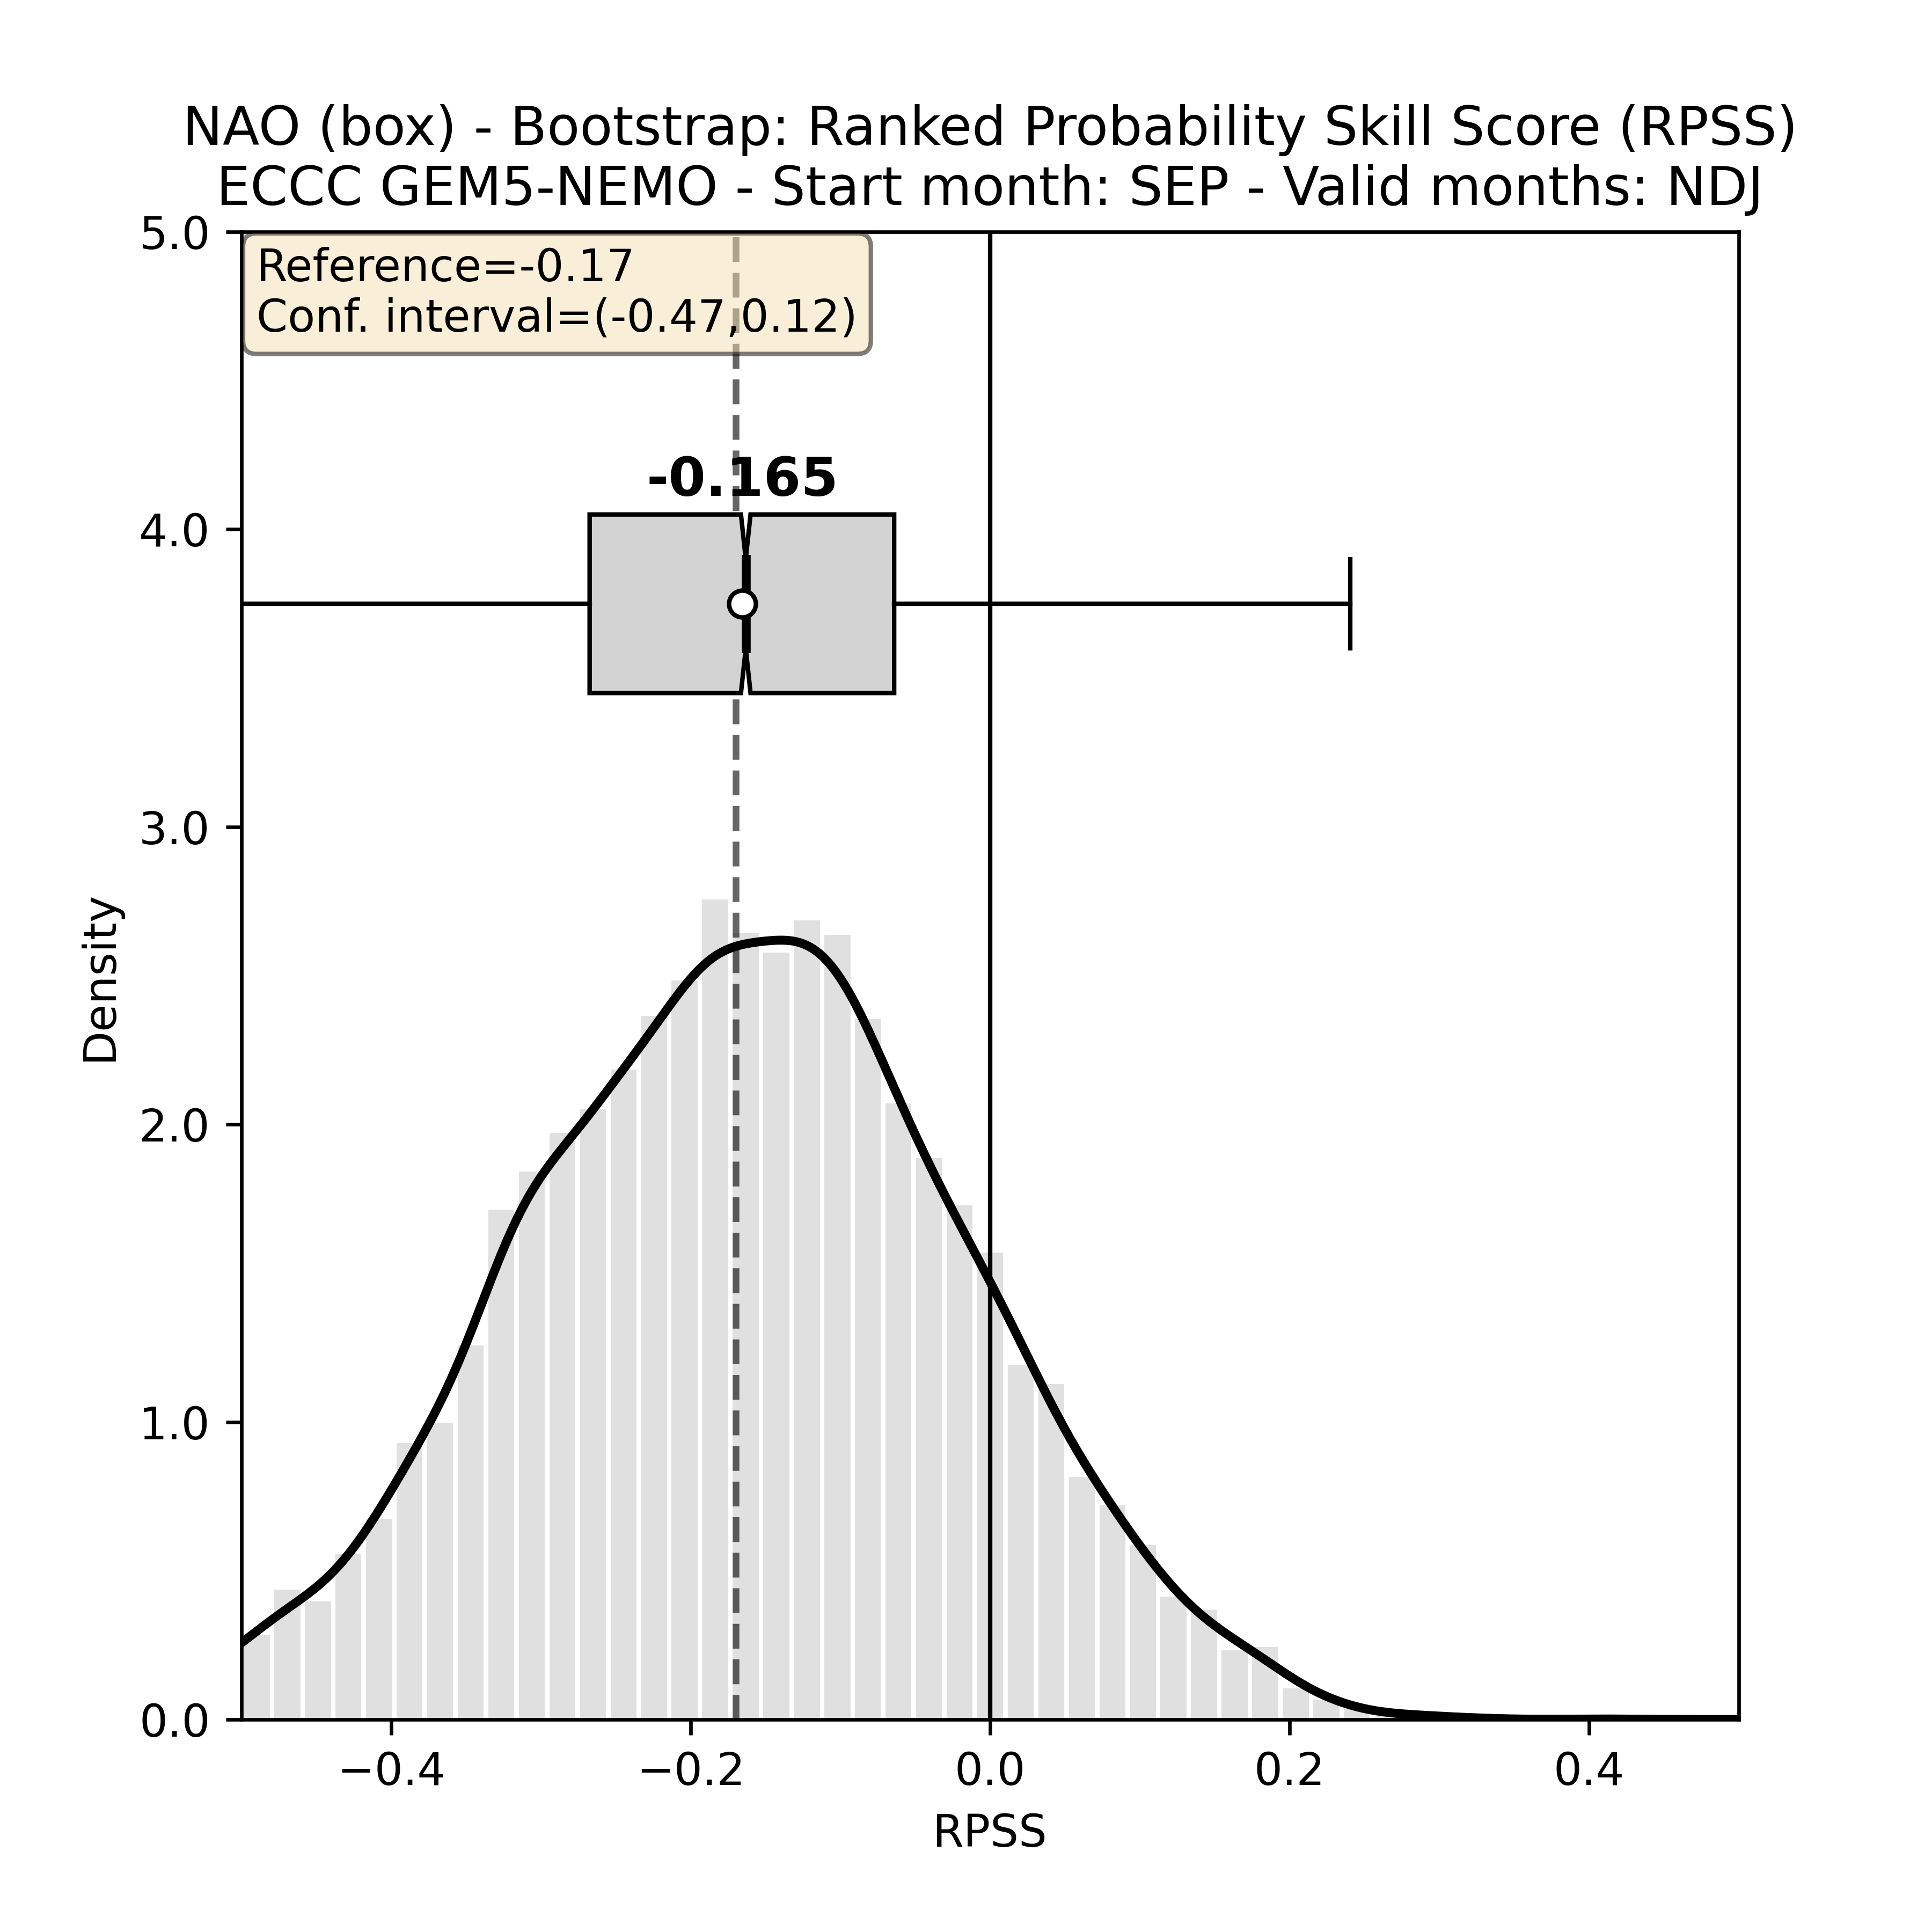 NAO (box) - Bootstrap: Ranked Probability Skill Score (RPSS)
ECCC GEM5-NEMO - Start month: SEP - Valid months: NDJ
Reference=-0.17
Conf. interval=(-0.47,0.12)
-0.165
5.0
4.0
3.0
2.0
1.0
0.0
Density
−0.4
−0.2
0.0
0.2
0.4
RPSS